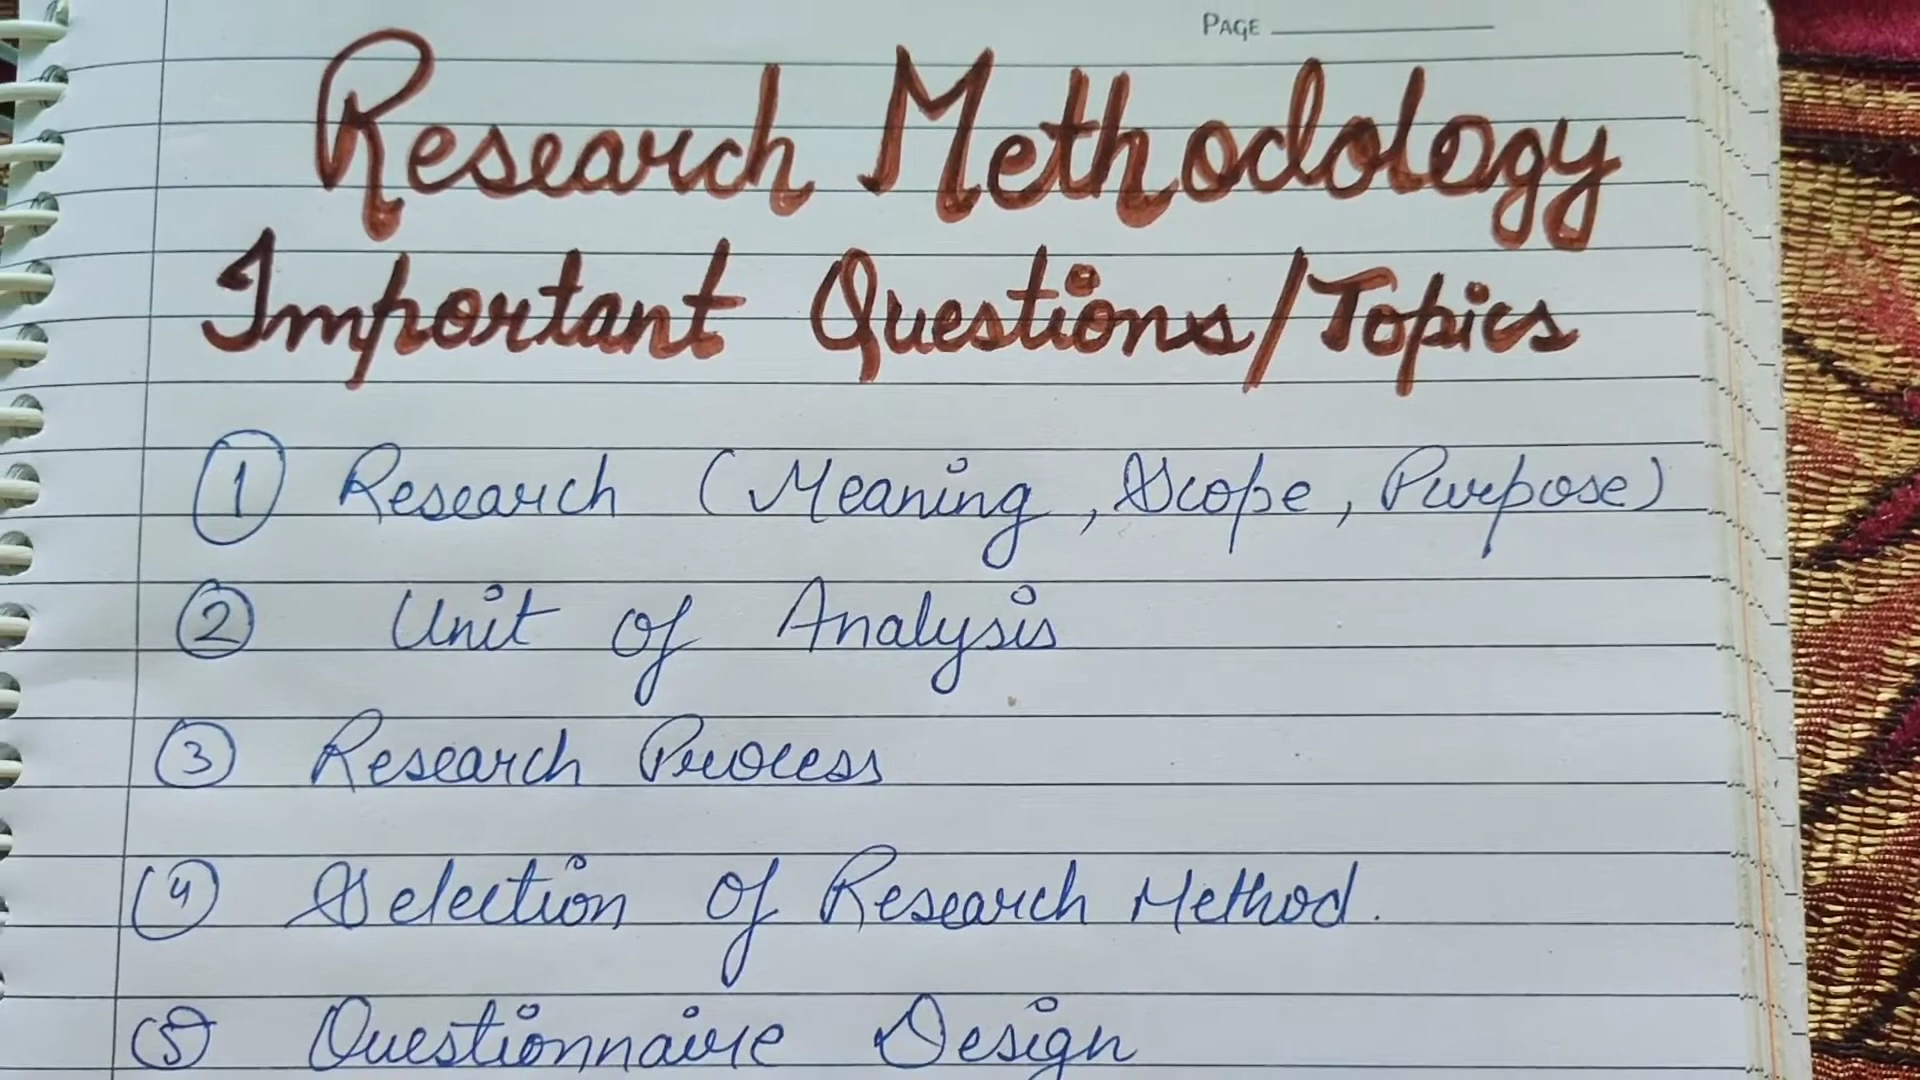 PAGE
Research Methodology
Important Questions/Topics
① Research (Meaning, Scope, Purpose)
② Unit of Analysis
③ Research Process
④ Selection of Research Method.
⑤ Questionnaire Design